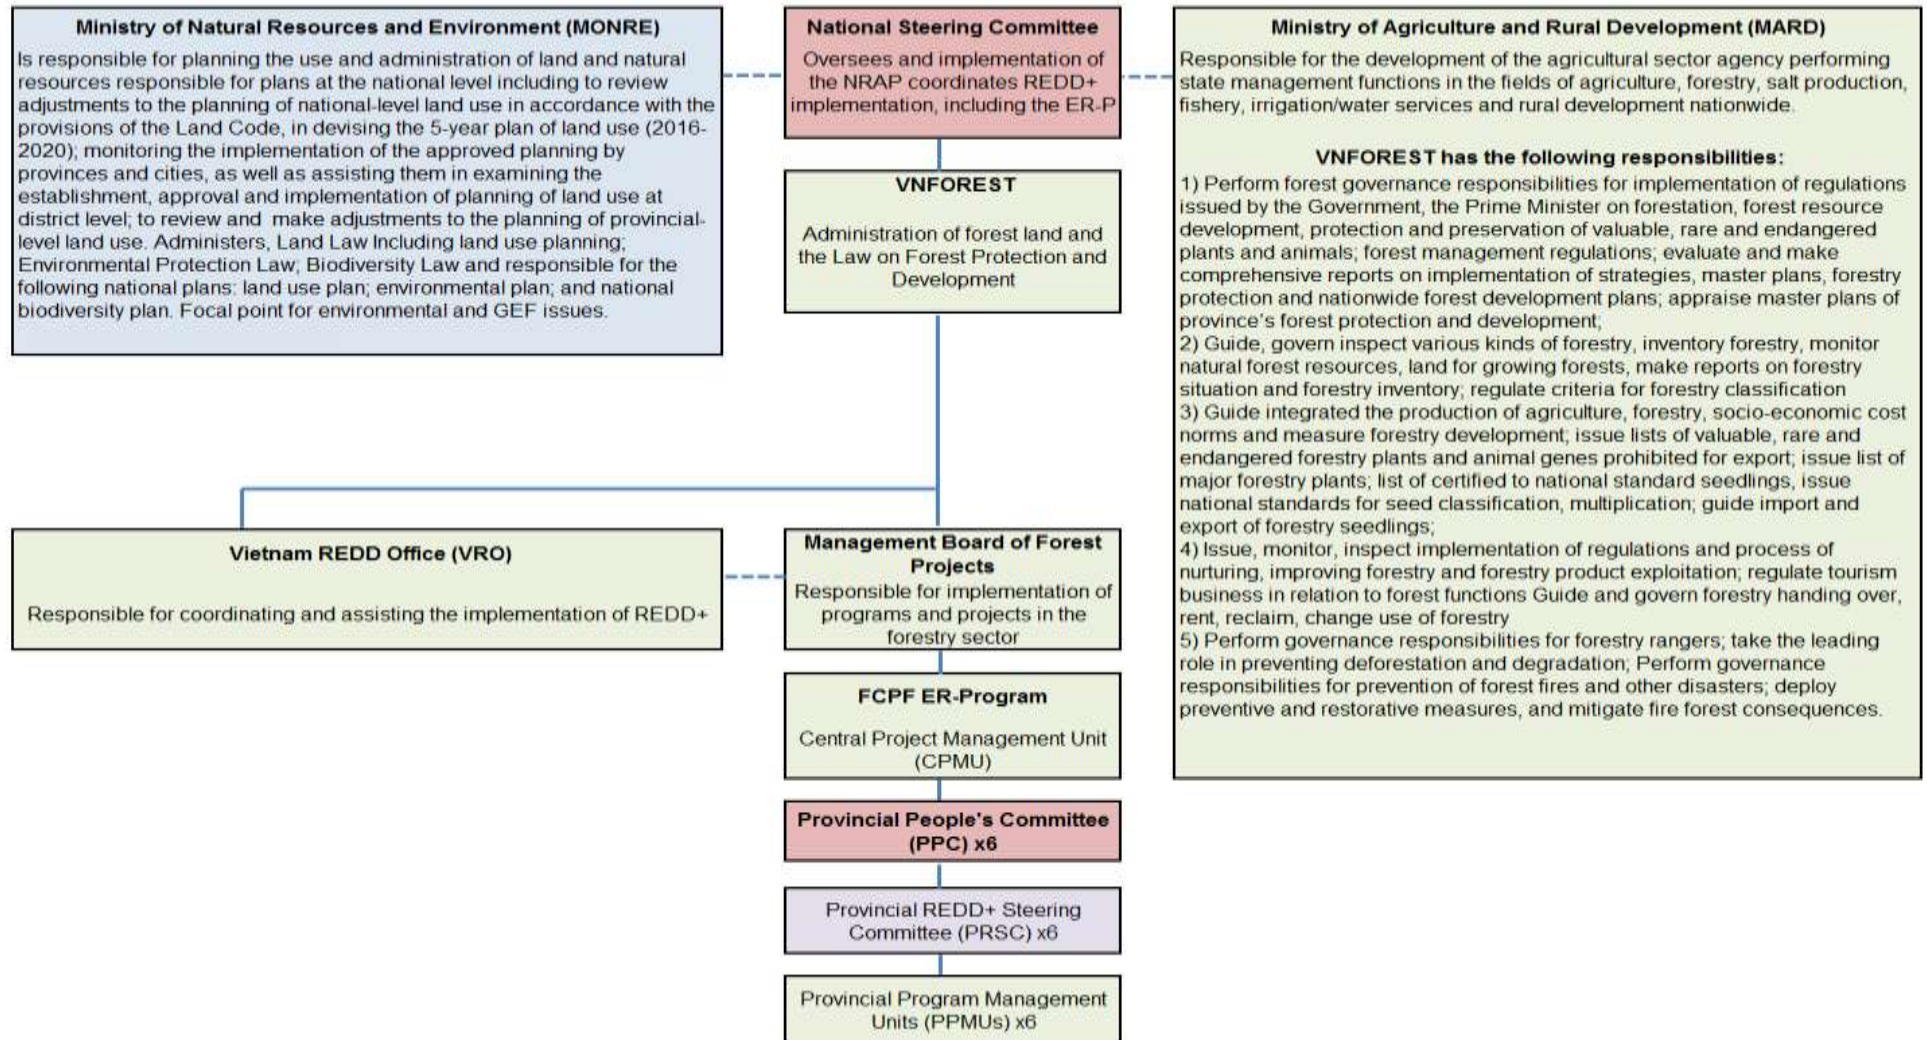 Ministry of Natural Resources and Environment (MONRE)
Is responsible for planning the use and administration of land and natural
resources responsible for plans at the national level including to review
adjustments to the planning of national-level land use in accordance with the
provisions of the Land Code, in devising the 5-year plan of land use (2016-
2020); monitoring the implementation of the approved planning by
provinces and cities, as well as assisting them in examining the
establishment, approval and implementation of planning of land use at
district level; to review and  make adjustments to the planning of provincial-
level land use. Administers, Land Law Including land use planning;
Environmental Protection Law; Biodiversity Law and responsible for the
following national plans: land use plan; environmental plan; and national
biodiversity plan. Focal point for environmental and GEF issues.
National Steering Committee
Oversees and implementation of
the NRAP coordinates REDD+
implementation, including the ER-P
Ministry of Agriculture and Rural Development (MARD)
Responsible for the development of the agricultural sector agency performing
state management functions in the fields of agriculture, forestry, salt production,
fishery, irrigation/water services and rural development nationwide.
VNFOREST has the following responsibilities:
1) Perform forest governance responsibilities for implementation of regulations
issued by the Government, the Prime Minister on forestation, forest resource
development, protection and preservation of valuable, rare and endangered
plants and animals; forest management regulations; evaluate and make
comprehensive reports on implementation of strategies, master plans, forestry
protection and nationwide forest development plans; appraise master plans of
province's forest protection and development;
2) Guide, govern inspect various kinds of forestry, inventory forestry, monitor
natural forest resources, land for growing forests, make reports on forestry
situation and forestry inventory; regulate criteria for forestry classification
3) Guide integrated the production of agriculture, forestry, socio-economic cost
norms and measure forestry development; issue lists of valuable, rare and
endangered forestry plants and animal genes prohibited for export; issue list of
major forestry plants; list of certified to national standard seedlings, issue
national standards for seed classification, multiplication; guide import and
export of forestry seedlings;
4) Issue, monitor, inspect implementation of regulations and process of
nurturing, improving forestry and forestry product exploitation; regulate tourism
business in relation to forest functions Guide and govern forestry handing over,
rent, reclaim, change use of forestry
5) Perform governance responsibilities for forestry rangers; take the leading
role in preventing deforestation and degradation; Perform governance
responsibilities for prevention of forest fires and other disasters; deploy
preventive and restorative measures, and mitigate fire forest consequences.
VNFOREST
Administration of forest land and
the Law on Forest Protection and
Development
Vietnam REDD Office (VRO)
Responsible for coordinating and assisting the implementation of REDD+
Management Board of Forest
Projects
Responsible for implementation of
programs and projects in the
forestry sector
FCPF ER-Program
Central Project Management Unit
(CPMU)
Provincial People's Committee
(PPC) x6
Provincial REDD+ Steering
Committee (PRSC) x6
Provincial Program Management
Units (PPMUs) x6